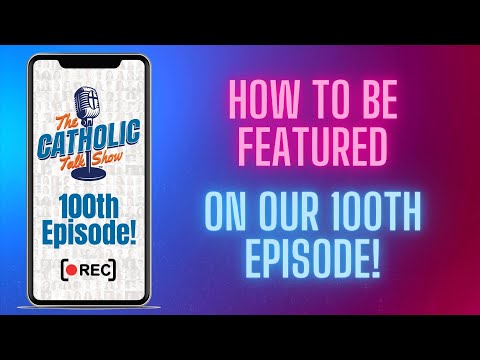 The
CATHOLIC
Talk Show
100th
Episode!
[REC]
HOW TO BE
FEATURED
ON OUR 100TH
EPISODE!